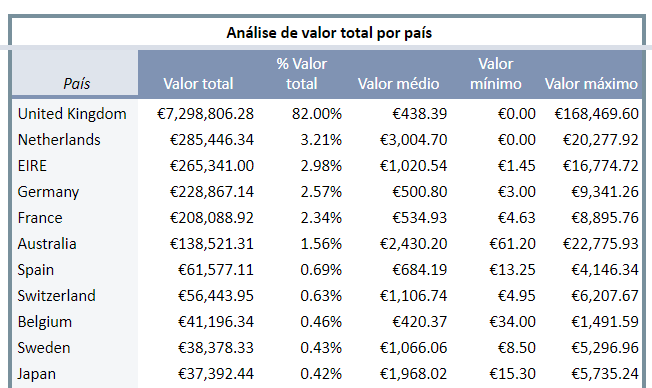 Análise de valor total por país
País Valor total % Valor total Valor médio Valor mínimo Valor máximo
United Kingdom €7,298,806.28 82.00% €438.39 €0.00 €168,469.60
Netherlands €285,446.34 3.21% €3,004.70 €0.00 €20,277.92
EIRE €265,341.00 2.98% €1,020.54 €1.45 €16,774.72
Germany €228,867.14 2.57% €500.80 €3.00 €9,341.26
France €208,088.92 2.34% €534.93 €4.63 €8,895.76
Australia €138,521.31 1.56% €2,430.20 €61.20 €22,775.93
Spain €61,577.11 0.69% €684.19 €13.25 €4,146.34
Switzerland €56,443.95 0.63% €1,106.74 €4.95 €6,207.67
Belgium €41,196.34 0.46% €420.37 €34.00 €1,491.59
Sweden €38,378.33 0.43% €1,066.06 €8.50 €5,296.96
Japan €37,392.44 0.42% €1,968.02 €15.30 €5,735.24